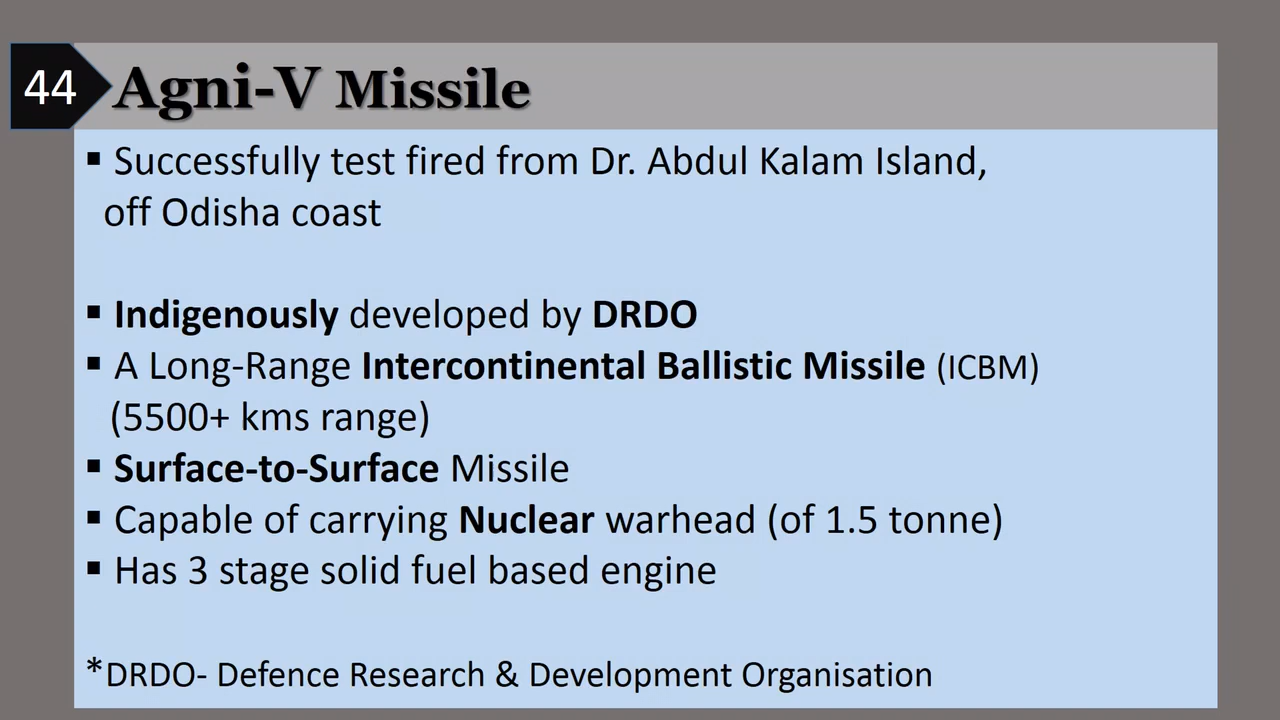 44
Agni-V Missile
▪ Successfully test fired from Dr. Abdul Kalam Island,
off Odisha coast
▪ Indigenously developed by DRDO
▪ A Long-Range Intercontinental Ballistic Missile (ICBM)
(5500+ kms range)
▪ Surface-to-Surface Missile
▪ Capable of carrying Nuclear warhead (of 1.5 tonne)
▪ Has 3 stage solid fuel based engine
*DRDO- Defence Research & Development Organisation